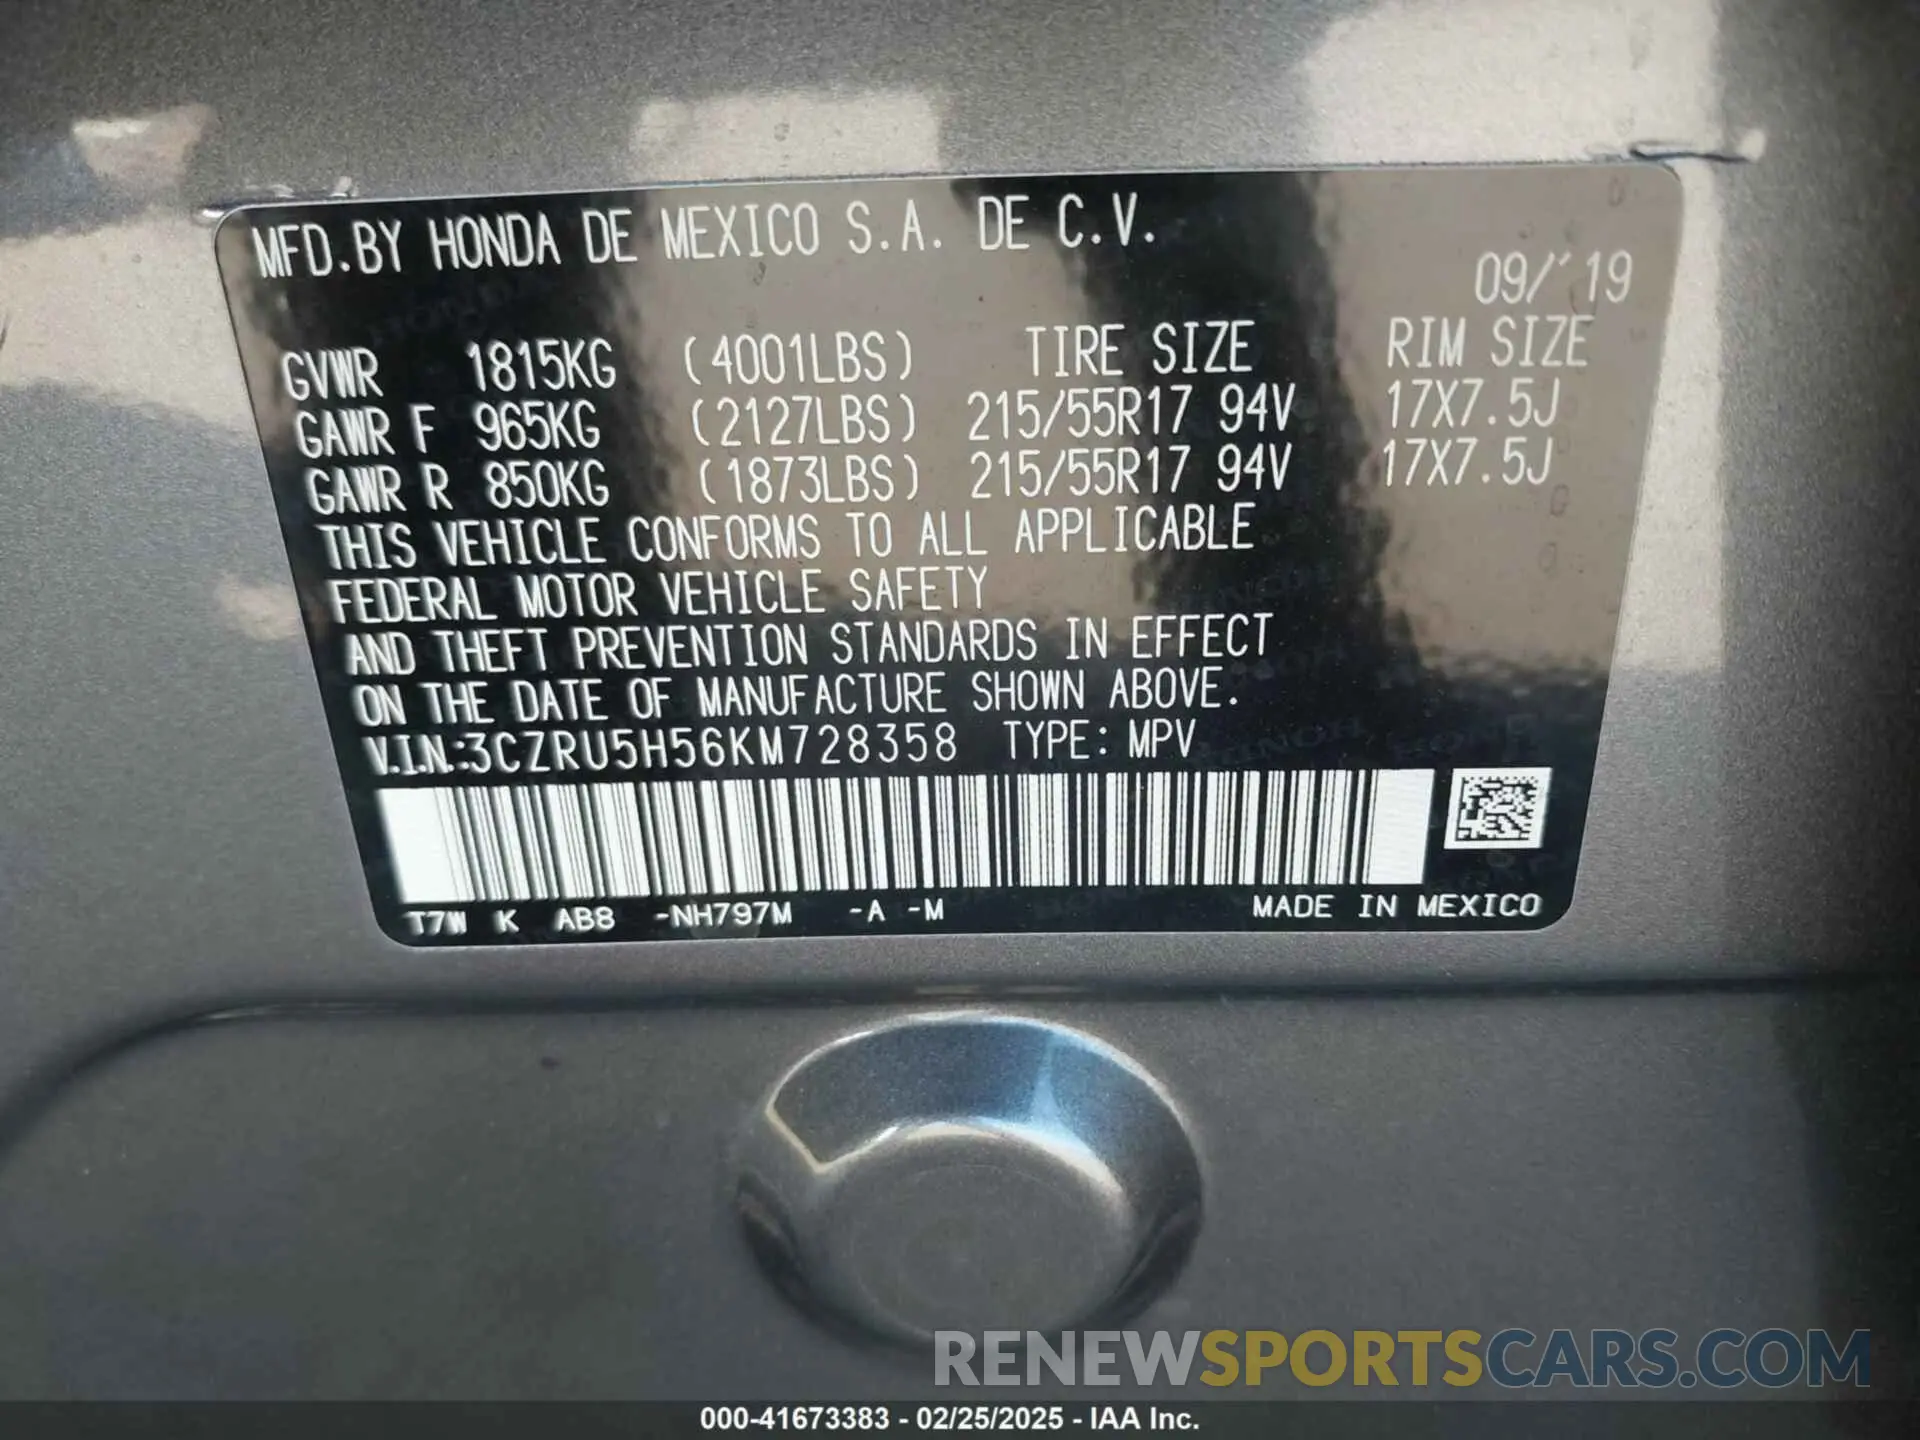 MFD.BY HONDA DE MEXICO S.A. DE C.V.
09/'19
GVWR 1815KG (4001LBS) TIRE SIZE RIM SIZE
GAWR F 965KG (2127LBS) 215/55R17 94V 17X7.5J
GAWR R 850KG (1873LBS) 215/55R17 94V 17X7.5J
THIS VEHICLE CONFORMS TO ALL APPLICABLE
FEDERAL MOTOR VEHICLE SAFETY
AND THEFT PREVENTION STANDARDS IN EFFECT
ON THE DATE OF MANUFACTURE SHOWN ABOVE.
V.I.N.:3CZRU5H56KM728358 TYPE: MPV
T7W K AB8 -NH797M -A -M MADE IN MEXICO
RENEWSPORTSCARS.COM
000-41673383 - 02/25/2025 - IAA Inc.